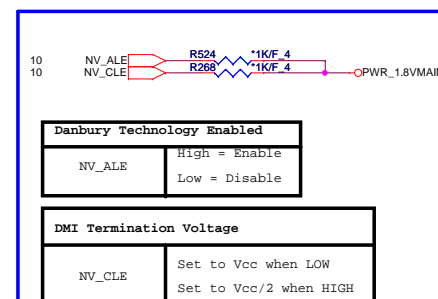 10 NV_ALE R524 *1K/F_4
10 NV_CLE R268 *1K/F_4 PWR_1.8VMAI
Danbury Technology Enabled
NV_ALE
High = Enable
Low = Disable
DMI Termination Voltage
NV_CLE
Set to Vcc when LOW
Set to Vcc/2 when HIGH